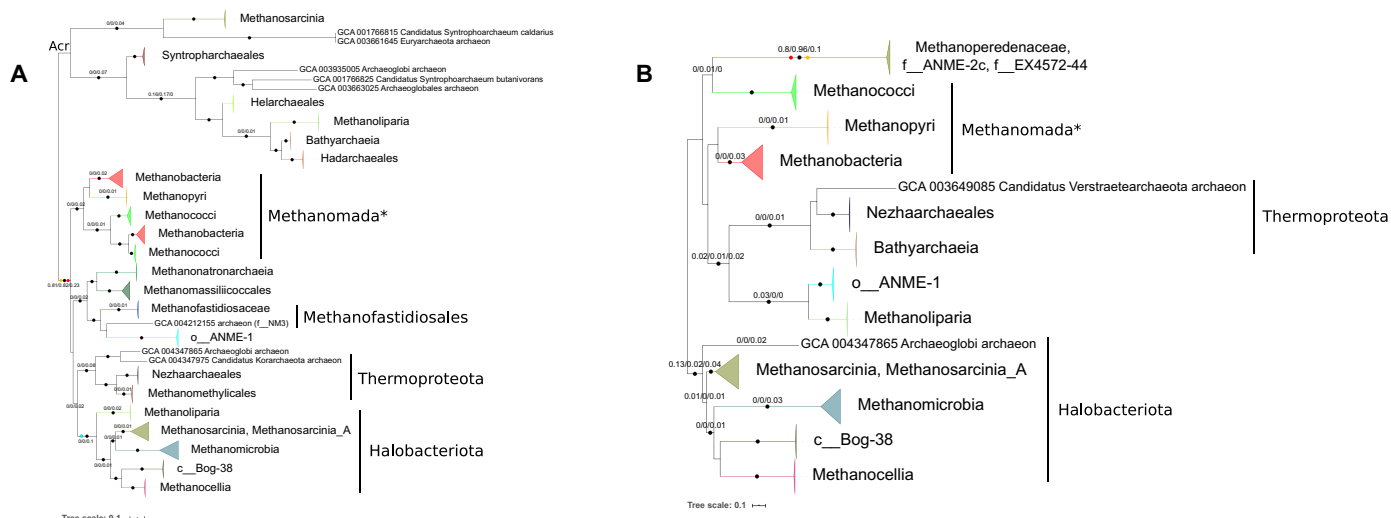 A
Acr
0/0/0.04
Methanosarcinia
GCA 001766815 Candidatus Syntrophoarchaeum caldarius
GCA 003661645 Euryarchaeota archaeon
Syntropharchaeales
0/0/0.07
GCA 003935005 Archaeoglobi archaeon
GCA 001766825 Candidatus Syntrophoarchaeum butanivorans
GCA 003663025 Archaeoglobales archaeon
0.16/0.17/0
Helarchaeales
Methanoliparia
0/0/0.01
Bathyarchaeia
Hadarchaeales
Methanobacteria
0/0/0.02
Methanopyri
0/0/0.01
0/0/0.02
Methanococci
0/0/0.01
Methanobacteria
Methanococci
Methanomada*
0.81/0.82/0.23
Methanonatronarchaeia
Methanomassiliicoccales
0/0/0.02
Methanofastidiosaceae
0/0/0.01
GCA 004212155 archaeon (f__NM3)
Methanofastidiosales
o__ANME-1
GCA 004347865 Archaeoglobi archaeon
GCA 004347975 Candidatus Korarchaeota archaeon
Nezhaarchaeales
Methanomethylicales
0/0/0.01
Thermoproteota
0/0/0.02
Methanoliparia
0/0/0.02
0/0/0.1
Methanosarcinia, Methanosarcinia_A
0/0/0.01
0/0/0.01
Methanomicrobia
Halobacteriota
0/0/0.01
c__Bog-38
Methanocellia
Tree scale: 0.1
B
0.8/0.96/0.1
Methanoperedenaceae,
f__ANME-2c, f__EX4572-44
0/0.01/0
Methanococci
0/0/0.01
Methanopyri
Methanomada*
0/0/0.03
Methanobacteria
GCA 003649085 Candidatus Verstraetearchaeota archaeon
0/0/0.01
Nezhaarchaeales
Thermoproteota
Bathyarchaeia
0.02/0.01/0.02
o__ANME-1
0.03/0/0
Methanoliparia
0/0/0.02
GCA 004347865 Archaeoglobi archaeon
0.13/0.02/0.04
Methanosarcinia, Methanosarcinia_A
0.01/0/0.01
0/0/0.03
Methanomicrobia
Halobacteriota
0/0/0.01
c__Bog-38
Methanocellia
Tree scale: 0.1